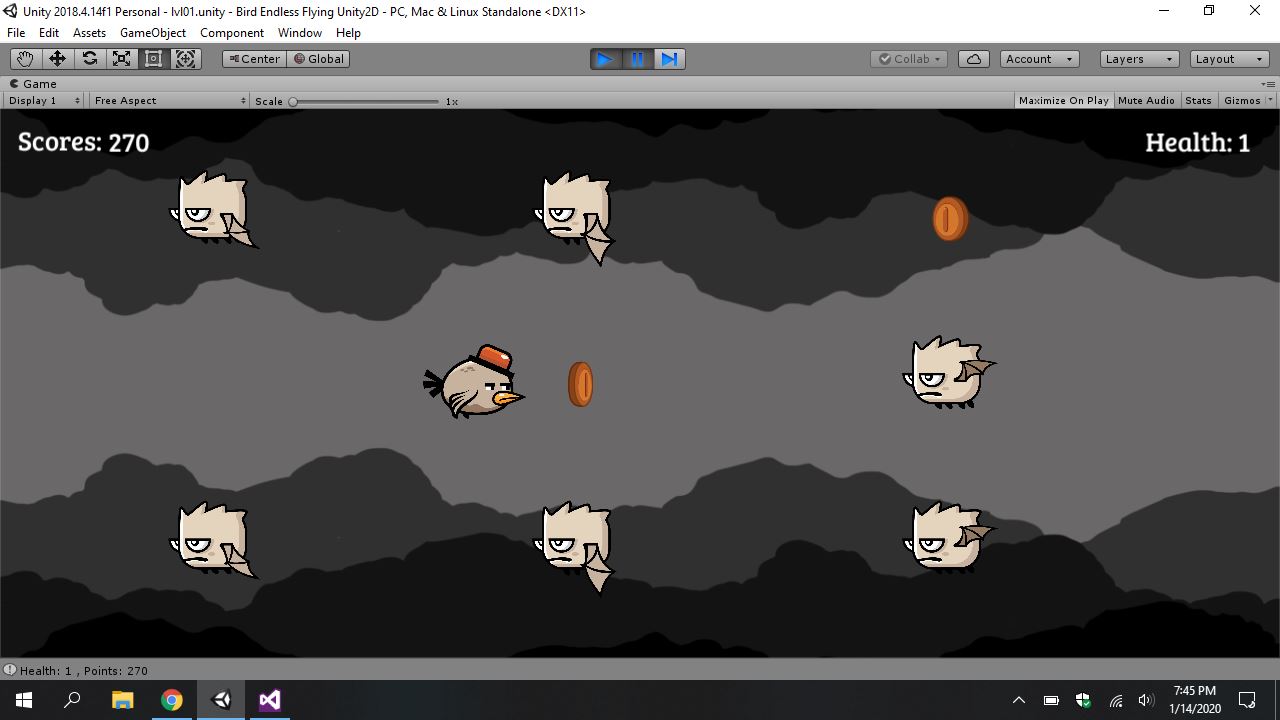 Unity 2018.4.14f1 Personal - lvl01.unity - Bird Endless Flying Unity2D - PC, Mac & Linux Standalone <DX11>
File Edit Assets GameObject Component Window Help
Center Global Collab Account Layers Layout
Game
Display 1 Free Aspect Scale 1x Maximize On Play Mute Audio Stats Gizmos
Scores: 270 Health: 1
Health: 1 , Points: 270
7:45 PM
1/14/2020